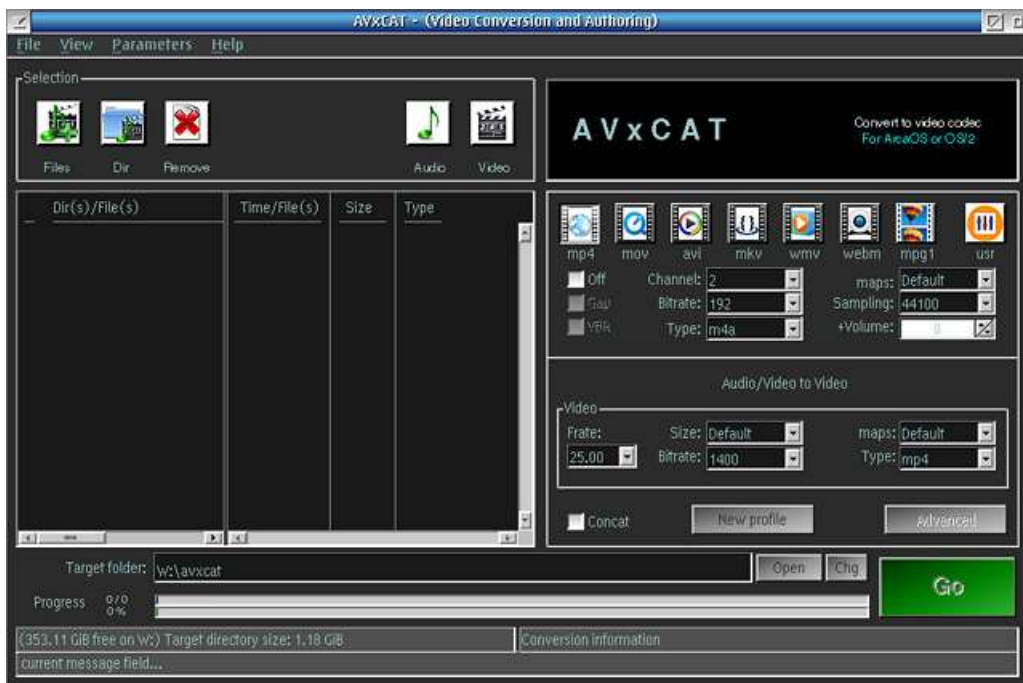 AVxCAT - (Video Conversion and Authoring)
File View Parameters Help
Selection
Files Dir Remove Audio Video
AVxCAT
Convert to video codec
For ArcaOS or OS/2
Dir(s)/File(s) Time/File(s) Size Type
mp4 mov avi mkv wmv webm mpg1 usr
Off Channel: 2 maps: Default
Gap Bitrate: 192 Sampling: 44100
VBR Type: m4a +Volume: 0
Audio/Video to Video
Video
Frate: Size: Default maps: Default
25.00 Bitrate: 1400 Type: mp4
Concat New profile Advanced
Target folder: W:\avxcat Open Chg
Go
Progress 0/0
0%
(353.11 GiB free on W:) Target directory size: 1.18 GiB Conversion information
current message field...